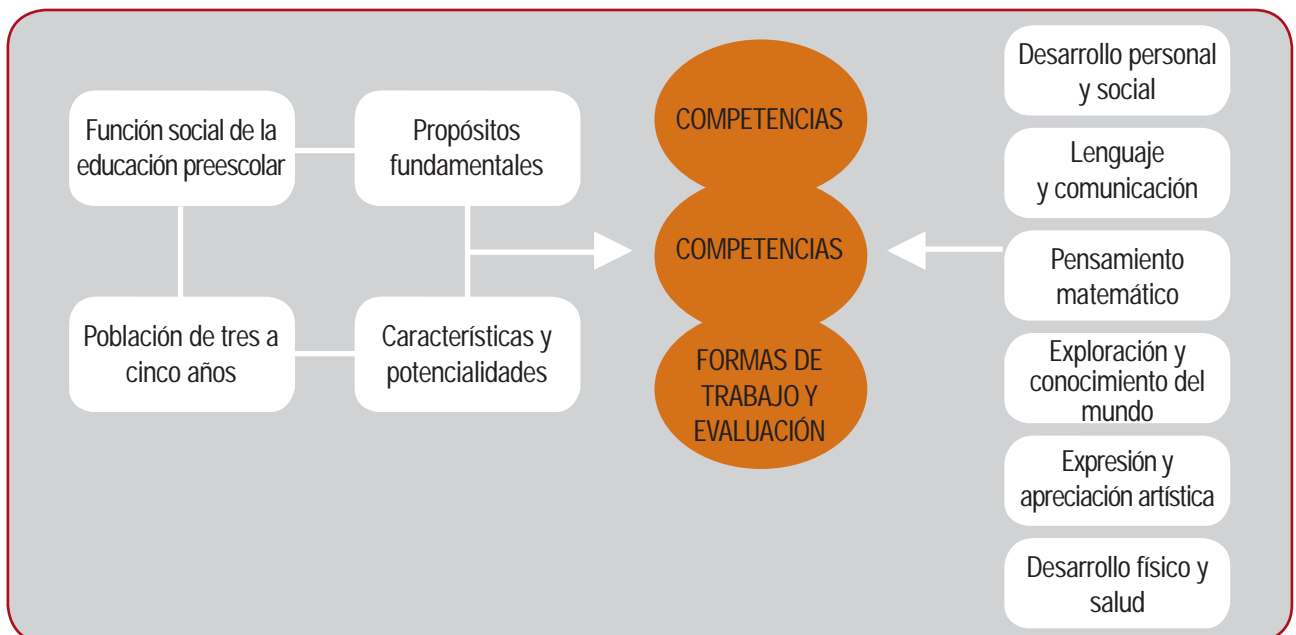 Función social de la
educación preescolar
Propósitos
fundamentales
Población de tres a
cinco años
Características y
potencialidades
COMPETENCIAS
COMPETENCIAS
FORMAS DE
TRABAJO Y
EVALUACIÓN
Desarrollo personal
y social
Lenguaje
y comunicación
Pensamiento
matemático
Exploración y
conocimiento del
mundo
Expresión y
apreciación artística
Desarrollo físico y
salud